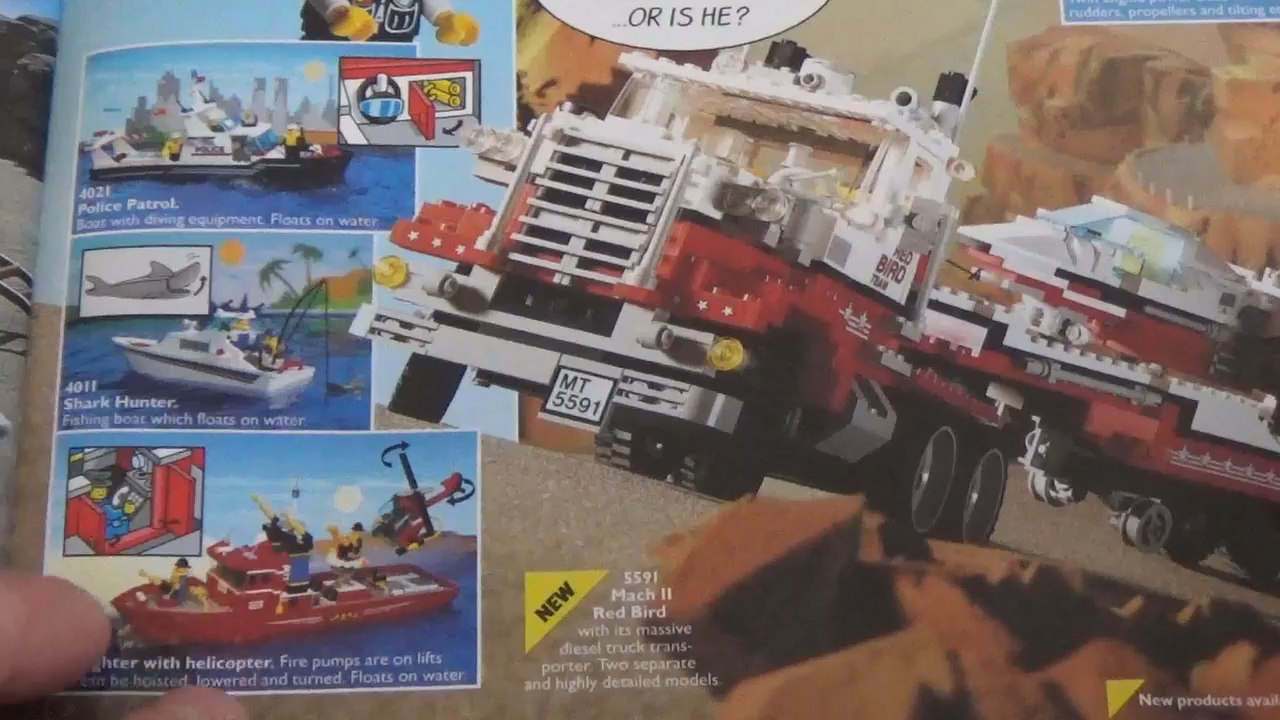 ...OR IS HE?
rudders, propellers and tilting
4021
Police Patrol.
Boat with diving equipment. Floats on water.
4011
Shark Hunter.
Fishing boat which floats on water.
with helicopter. Fire pumps are on lifts
be hoisted, lowered and turned. Floats on water.
RED
BIRD
TEAM
MT
5591
NEW
5591
Mach II
Red Bird
with its massive
diesel truck trans-
porter. Two separate
and highly detailed models.
New products